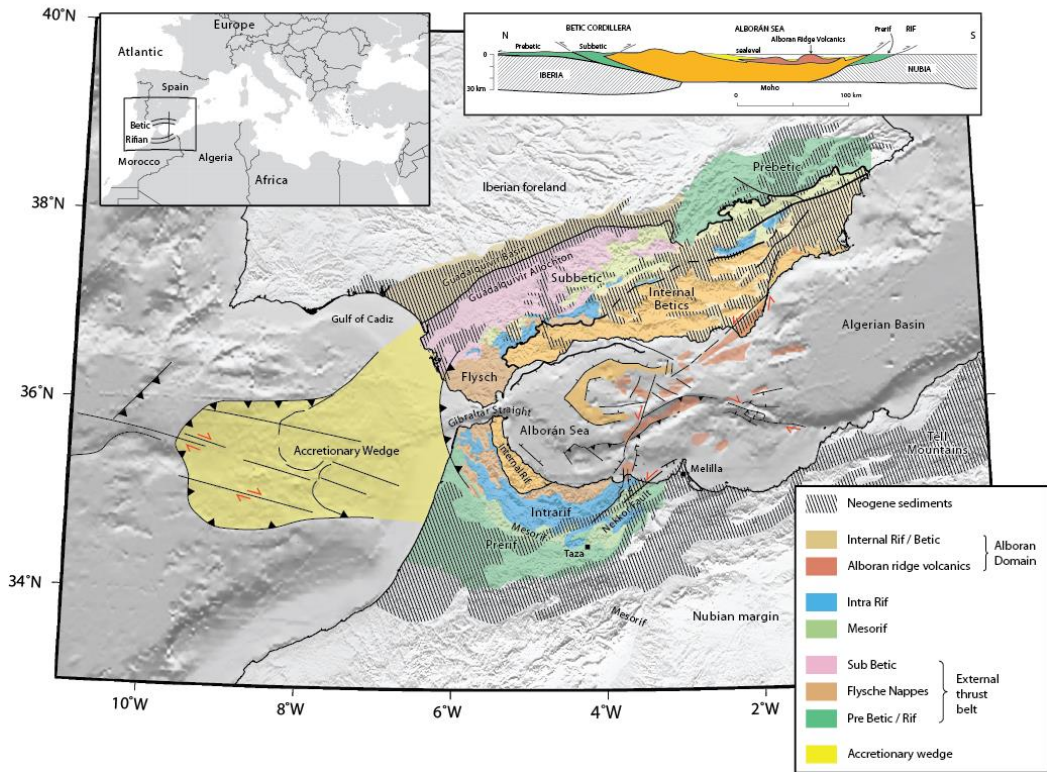 40°N
38°N
36°N
34°N
10°W
8°W
6°W
4°W
2°W
Europe
Atlantic
Spain
Betic
Rifian
Morocco
Algeria
Africa
BETIC CORDILLERA
ALBORÁN SEA
N
Prebetic
Subbetic
Alboran Ridge Volcanics
Prerif
RIF
S
sealevel
0
0
IBERIA
NUBIA
30 km
Moho
0
100 km
Iberian foreland
Prebetic
Guadalquivir Basin
Guadalquivir Allochton
Subbetic
Internal
Betics
Gulf of Cadiz
Algerian Basin
Flysch
Gibraltar Straight
Alborán Sea
Accretionary Wedge
Internal Rif
Tell
Mountains
Melilla
Intrarif
Nekkor Fault
Mesorif
Prerif
Taza
Mesorif
Nubian margin
Neogene sediments
Internal Rif / Betic
Alboran ridge volcanics
Alboran
Domain
Intra Rif
Mesorif
Sub Betic
Flysche Nappes
Pre Betic / Rif
External
thrust
belt
Accretionary wedge